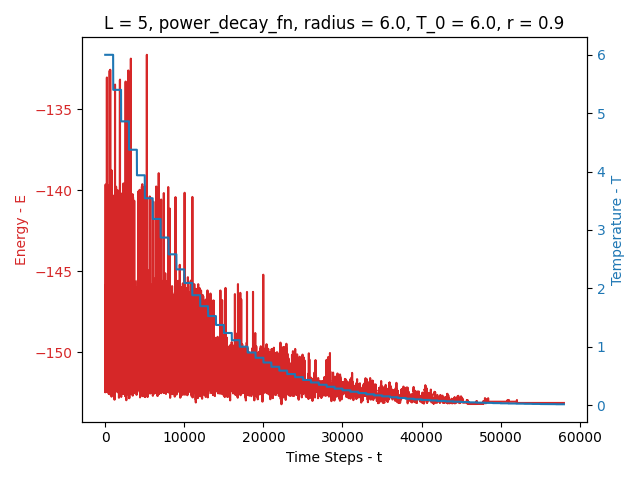 L = 5, power_decay_fn, radius = 6.0, T_0 = 6.0, r = 0.9
Energy - E
−135
−140
−145
−150
6
5
4
3
2
1
0
Temperature - T
0 10000 20000 30000 40000 50000 60000
Time Steps - t